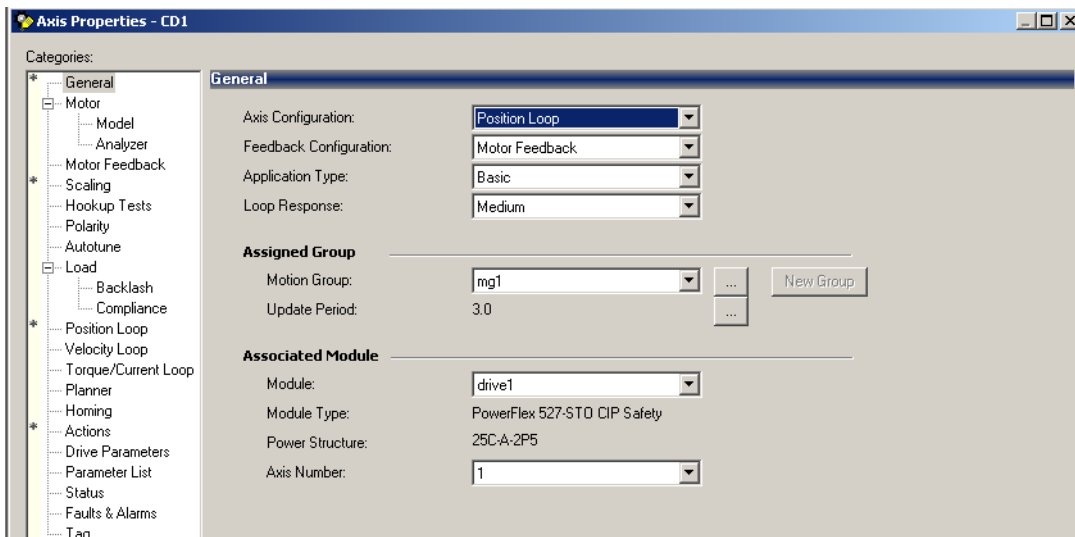 Axis Properties - CD1
Categories:
General
Motor
Model
Analyzer
Motor Feedback
Scaling
Hookup Tests
Polarity
Autotune
Load
Backlash
Compliance
Position Loop
Velocity Loop
Torque/Current Loop
Planner
Homing
Actions
Drive Parameters
Parameter List
Status
Faults & Alarms
Tag
General
Axis Configuration: Position Loop
Feedback Configuration: Motor Feedback
Application Type: Basic
Loop Response: Medium
Assigned Group
Motion Group: mg1 ... New Group
Update Period: 3.0 ...
Associated Module
Module: drive1
Module Type: PowerFlex 527-STO CIP Safety
Power Structure: 25C-A-2P5
Axis Number: 1